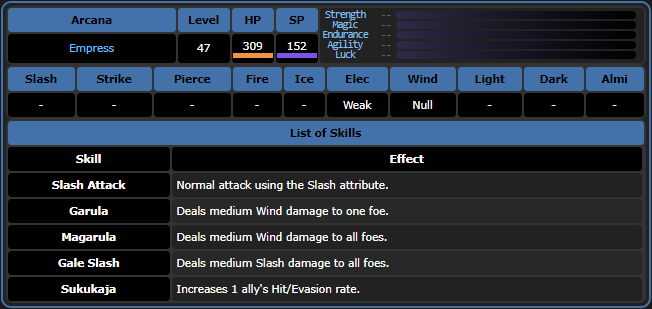 Arcana Level HP SP
Empress 47 309 152
Strength --
Magic --
Endurance --
Agility --
Luck --
Slash Strike Pierce Fire Ice Elec Wind Light Dark Almi
- - - - - Weak Null - - -
List of Skills
Skill Effect
Slash Attack Normal attack using the Slash attribute.
Garula Deals medium Wind damage to one foe.
Magarula Deals medium Wind damage to all foes.
Gale Slash Deals medium Slash damage to all foes.
Sukukaja Increases 1 ally's Hit/Evasion rate.